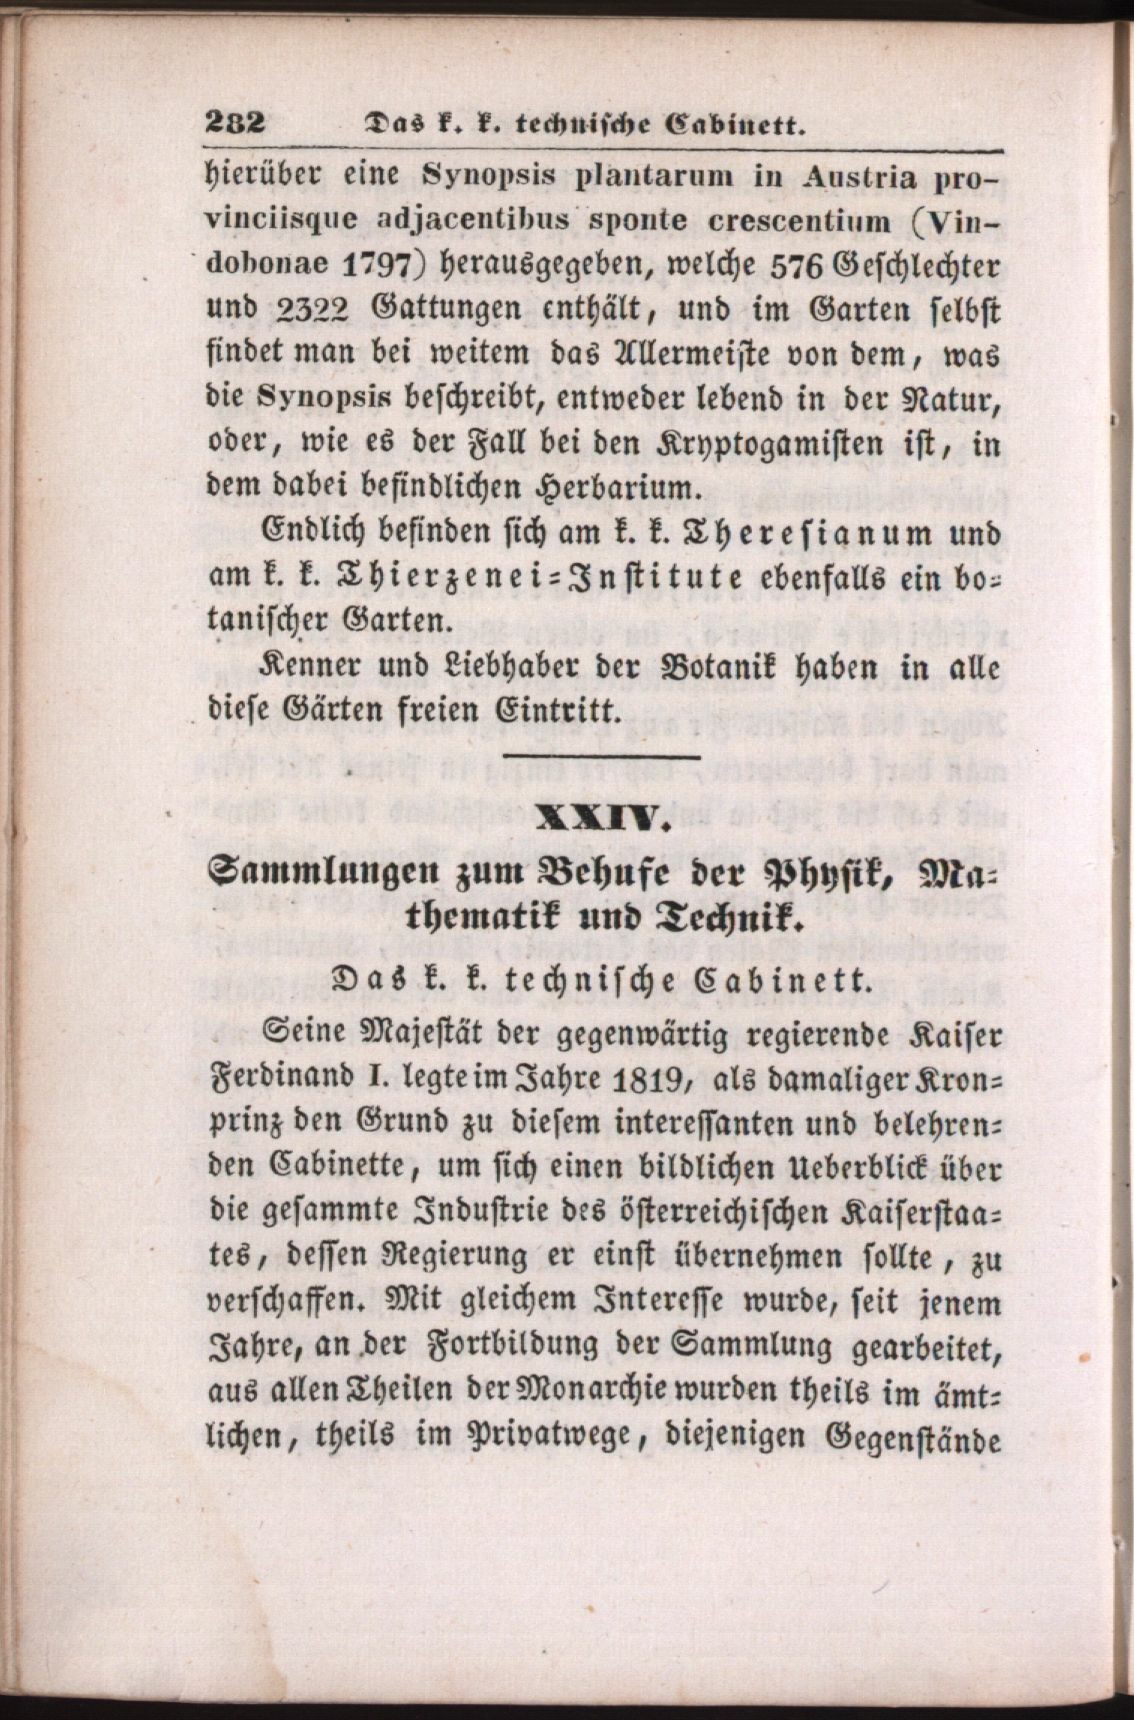 282 Das k. k. technische Cabinett.
hierüber eine Synopsis plantarum in Austria pro-
vinciisque adjacentibus sponte crescentium (Vin-
dobonae 1797) herausgegeben, welche 576 Geschlechter
und 2322 Gattungen enthält, und im Garten selbst
findet man bei weitem das Allermeiste von dem, was
die Synopsis beschreibt, entweder lebend in der Natur,
oder, wie es der Fall bei den Kryptogamisten ist, in
dem dabei befindlichen Herbarium.
Endlich befinden sich am k. k. Theresianum und
am k. k. Thierzenei-Institute ebenfalls ein bo-
tanischer Garten.
Kenner und Liebhaber der Botanik haben in alle
diese Gärten freien Eintritt.
XXIV.
Sammlungen zum Behufe der Physik, Ma-
thematik und Technik.
Das k. k. technische Cabinett.
Seine Majestät der gegenwärtig regierende Kaiser
Ferdinand I. legte im Jahre 1819, als damaliger Kron-
prinz den Grund zu diesem interessanten und belehren-
den Cabinette, um sich einen bildlichen Ueberblick über
die gesammte Industrie des österreichischen Kaiserstaa-
tes, dessen Regierung er einst übernehmen sollte, zu
verschaffen. Mit gleichem Interesse wurde, seit jenem
Jahre, an der Fortbildung der Sammlung gearbeitet,
aus allen Theilen der Monarchie wurden theils im ämt-
lichen, theils im Privatwege, diejenigen Gegenstände